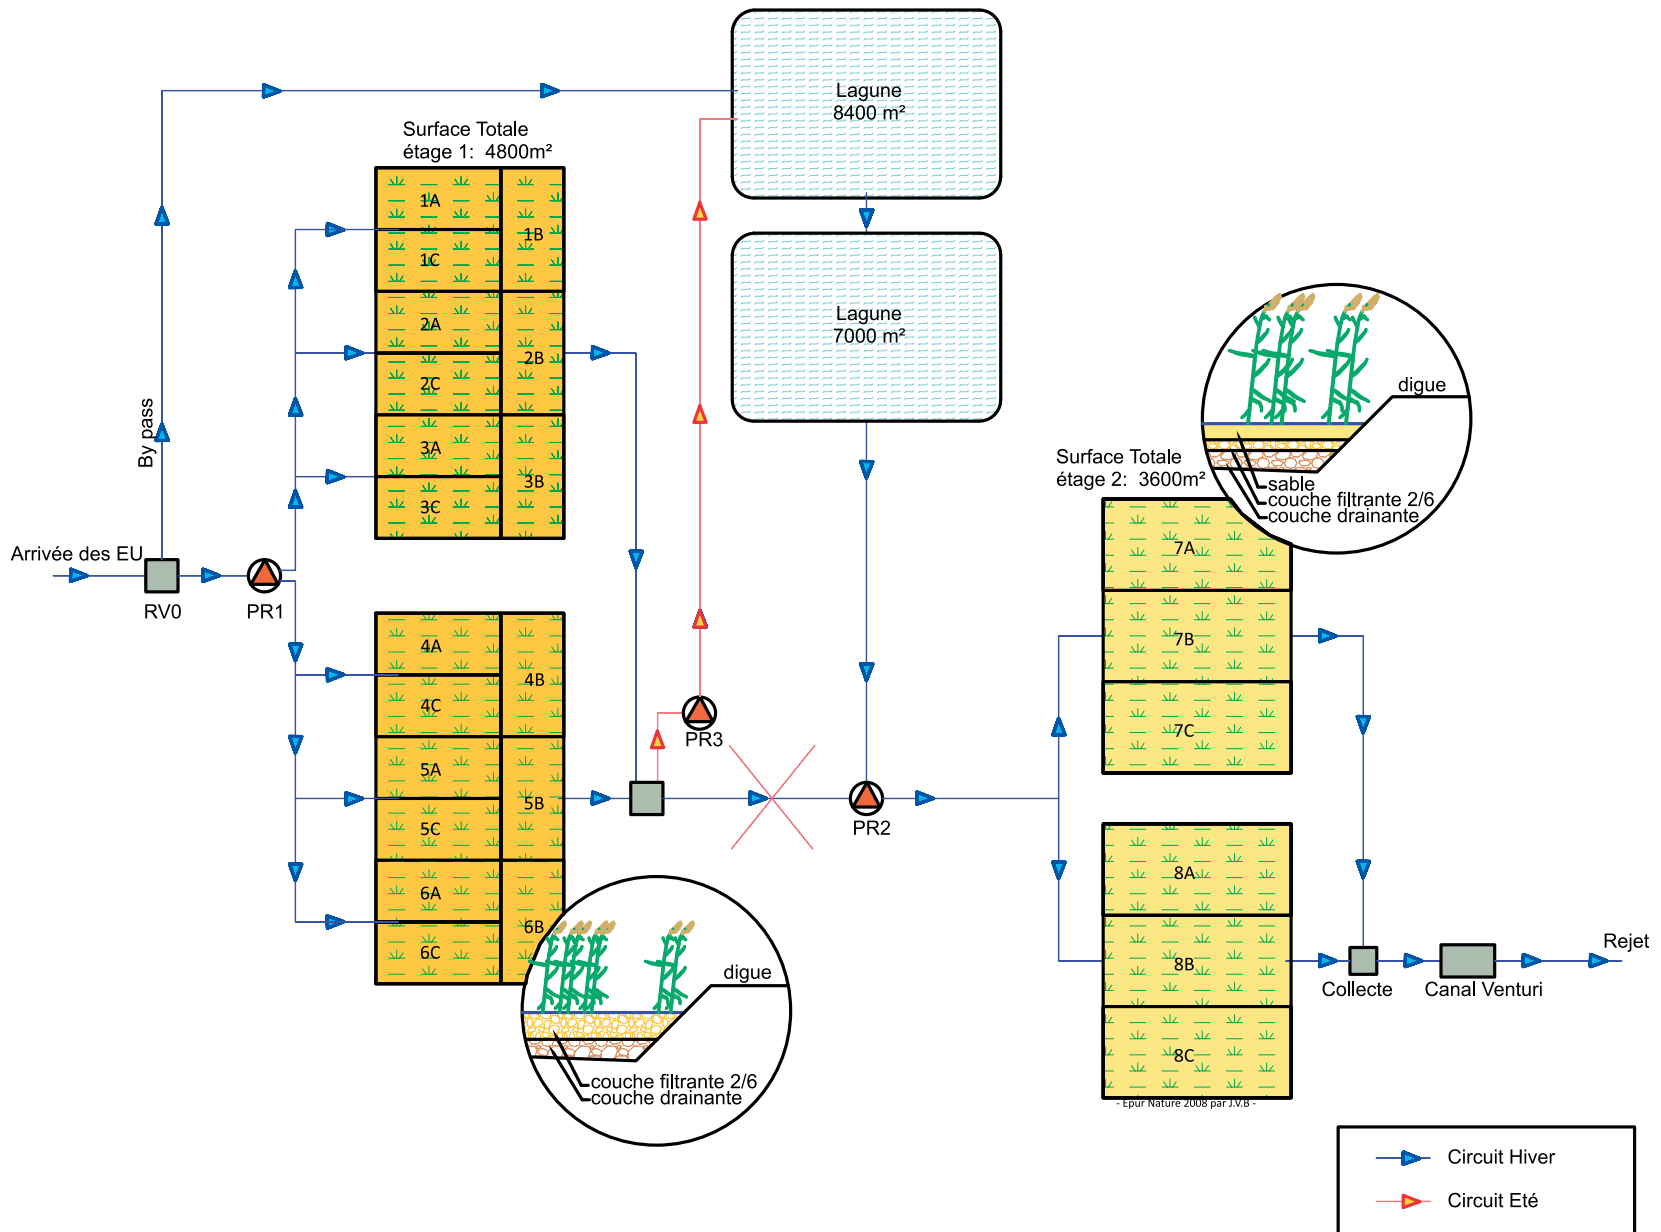 Lagune
8400 m²
Surface Totale
étage 1:  4800m²
1A
1B
1C
2A
2B
2C
3A
3B
3C
By pass
Lagune
7000 m²
digue
sable
couche filtrante 2/6
couche drainante
Surface Totale
étage 2:  3600m²
Arrivée des EU
RV0
PR1
4A
4B
4C
5A
5B
5C
6A
6B
6C
PR3
PR2
7A
7B
7C
8A
8B
8C
- Epur Nature 2008 par J.V.B -
digue
couche filtrante 2/6
couche drainante
Collecte
Canal Venturi
Rejet
Circuit Hiver
Circuit Eté